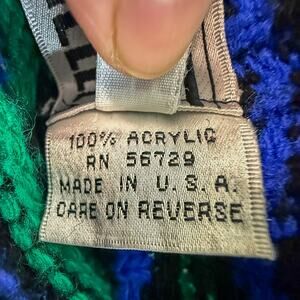 100% ACRYLIC
RN 56729
MADE IN U.S.A.
CARE ON REVERSE